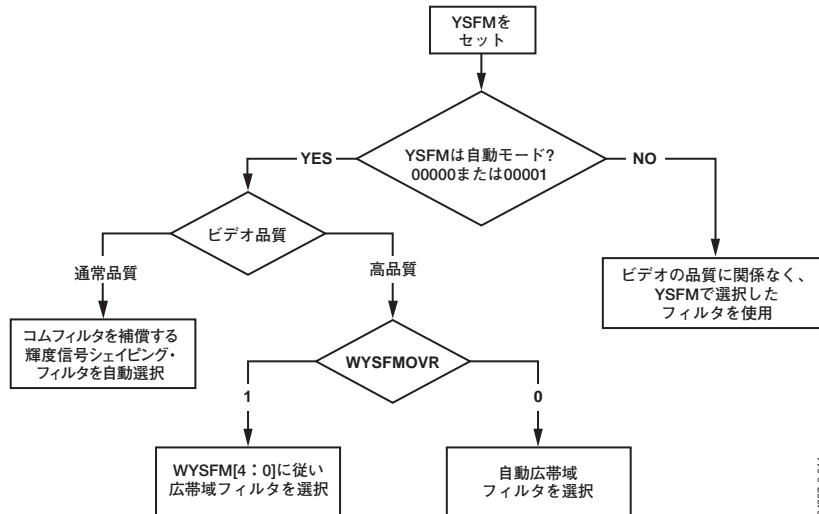 YSFMを
セット
YSFMは自動モード?
00000または00001
YES
NO
ビデオ品質
通常品質
高品質
ビデオの品質に関係なく、
YSFMで選択した
フィルタを使用
コムフィルタを補償する
輝度信号シェイピング・
フィルタを自動選択
WYSFMOVR
1
0
WYSFM[4：0]に従い
広帯域フィルタを選択
自動広帯域
フィルタを選択